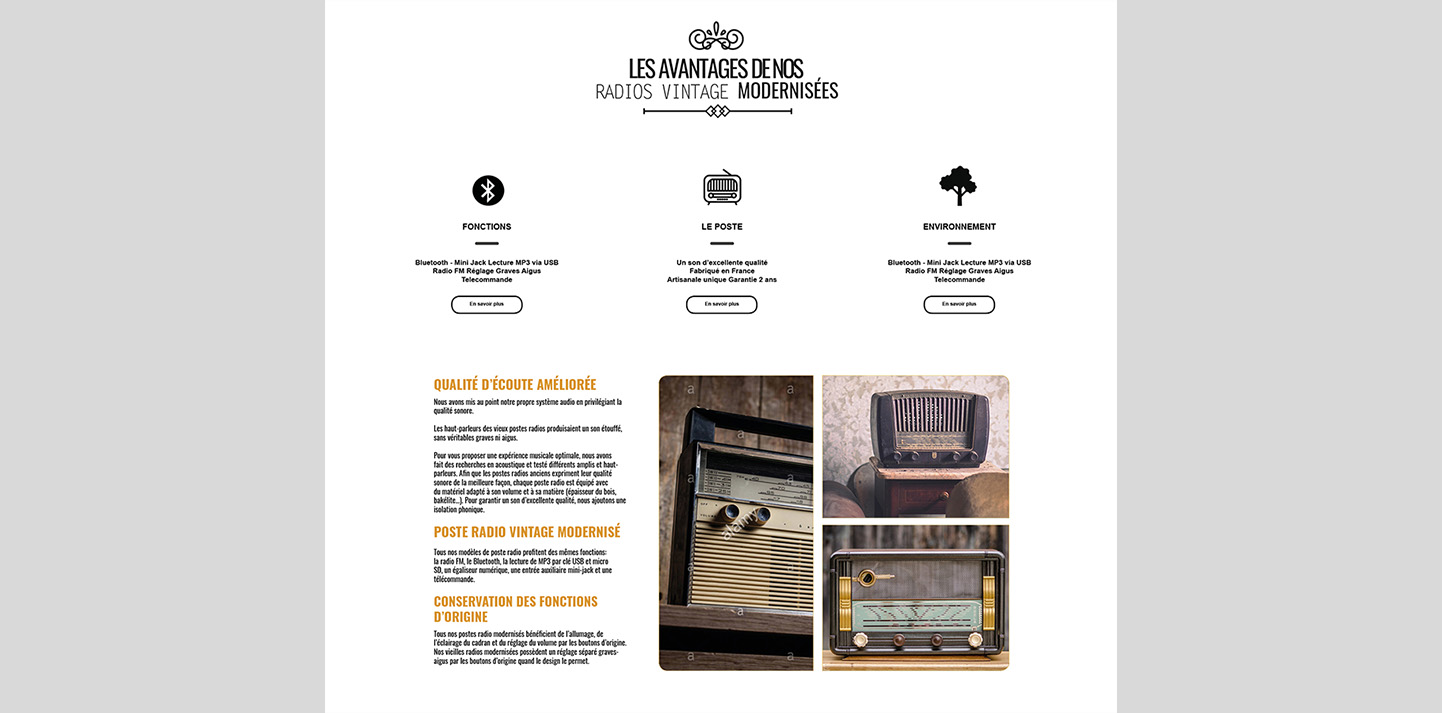 LES AVANTAGES DE NOS
RADIOS VINTAGE MODERNISÉES
FONCTIONS
Bluetooth - Mini Jack Lecture MP3 via USB
Radio FM Réglage Graves Aigus
Telecommande
En savoir plus
LE POSTE
Un son d'excellente qualité
Fabriqué en France
Artisanale unique Garantie 2 ans
En savoir plus
ENVIRONNEMENT
Bluetooth - Mini Jack Lecture MP3 via USB
Radio FM Réglage Graves Aigus
Telecommande
En savoir plus
QUALITÉ D'ÉCOUTE AMÉLIORÉE
Nous avons mis au point notre propre système audio en privilégiant la
qualité sonore.
Les haut-parleurs des vieux postes radios produisaient un son étouffé,
sans véritables graves ni aigus.
Pour vous proposer une expérience musicale optimale, nous avons
fait des recherches en acoustique et testé différents amplis et haut-
parleurs. Afin que les postes radios anciens expriment leur qualité
sonore de la meilleure façon, chaque poste radio est équipé avec
du matériel adapté à son volume et à sa matière (épaisseur du bois,
bakélite...). Pour garantir un son d'excellente qualité, nous ajoutons une
isolation phonique.
POSTE RADIO VINTAGE MODERNISÉ
Tous nos modèles de poste radio profitent des mêmes fonctions:
la radio FM, le Bluetooth, la lecture de MP3 par clé USB et micro
SD, un égaliseur numérique, une entrée auxiliaire mini-jack et une
télécommande.
CONSERVATION DES FONCTIONS
D'ORIGINE
Tous nos postes radio modernisés bénéficient de l'allumage, de
l'éclairage du cadran et du réglage du volume par les boutons d'origine.
Nos vieilles radios modernisées possèdent un réglage séparé graves-
aigus par les boutons d'origine quand le design le permet.
a a
a
a a
alamy
a a
a
a a